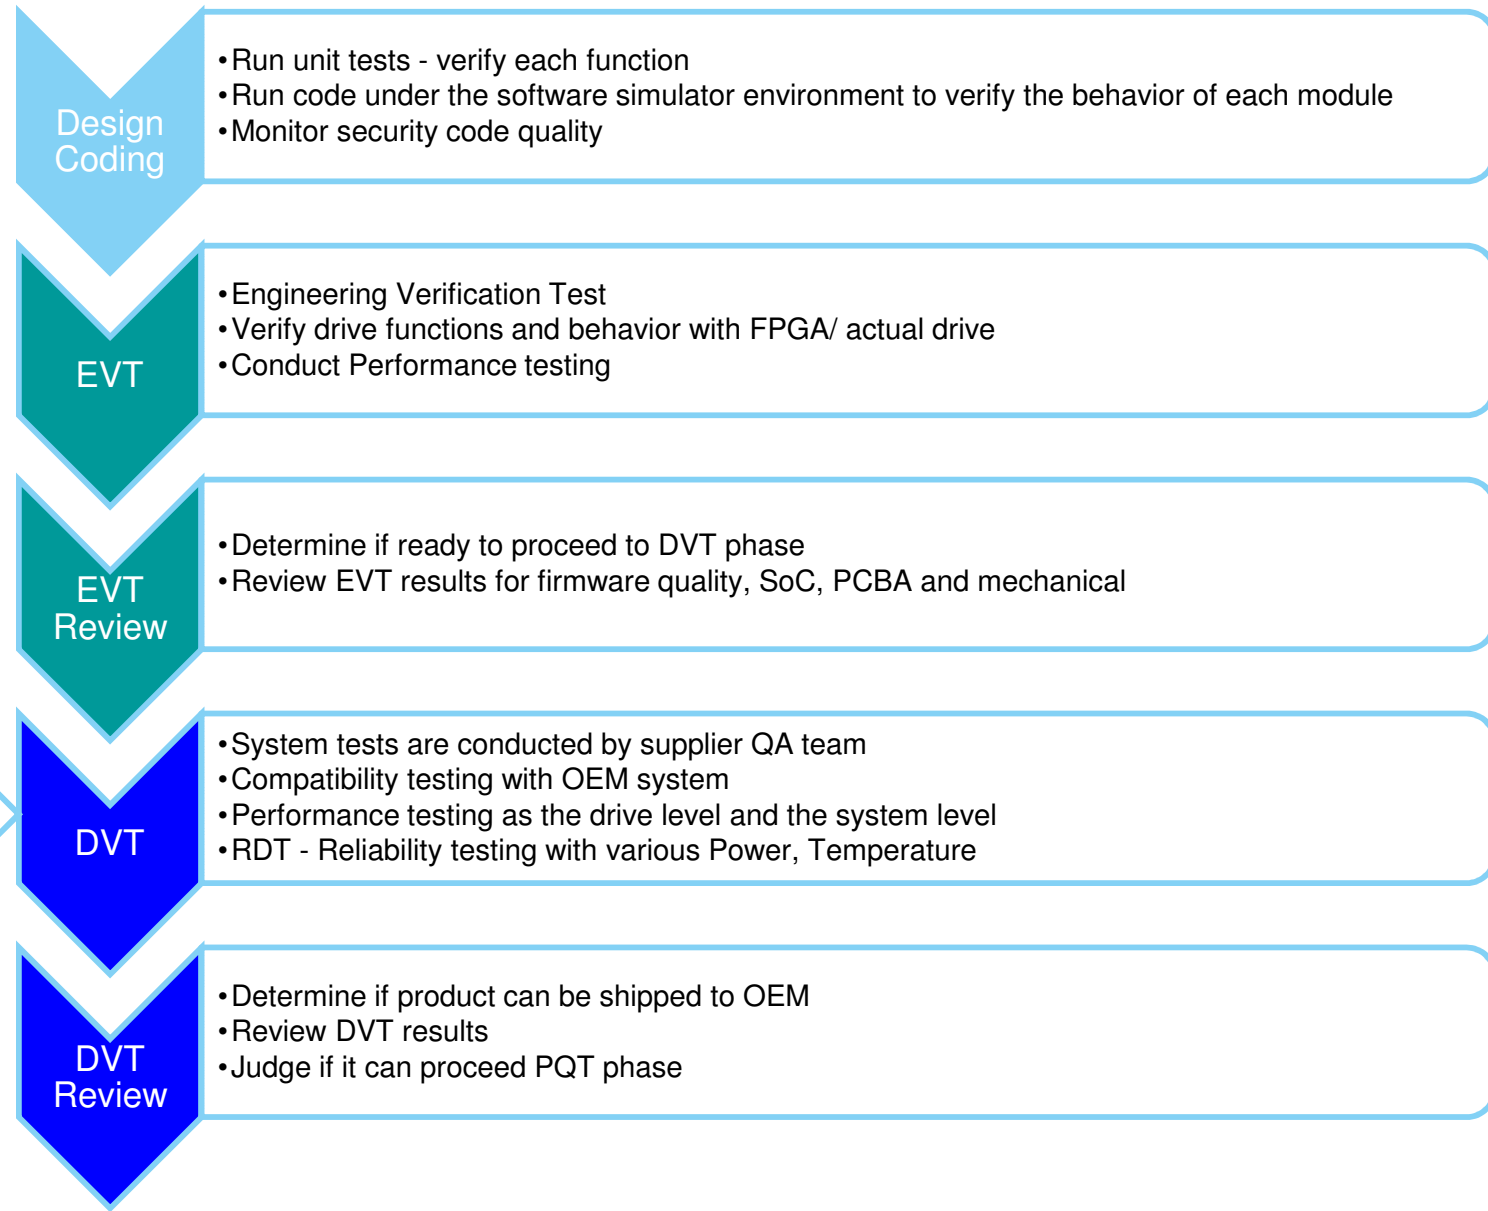 Design
Coding
•Run unit tests - verify each function
•Run code under the software simulator environment to verify the behavior of each module
•Monitor security code quality
EVT
•Engineering Verification Test
•Verify drive functions and behavior with FPGA/ actual drive
•Conduct Performance testing
EVT
Review
•Determine if ready to proceed to DVT phase
•Review EVT results for firmware quality, SoC, PCBA and mechanical
DVT
•System tests are conducted by supplier QA team
•Compatibility testing with OEM system
•Performance testing as the drive level and the system level
•RDT - Reliability testing with various Power, Temperature
DVT
Review
•Determine if product can be shipped to OEM
•Review DVT results
•Judge if it can proceed PQT phase